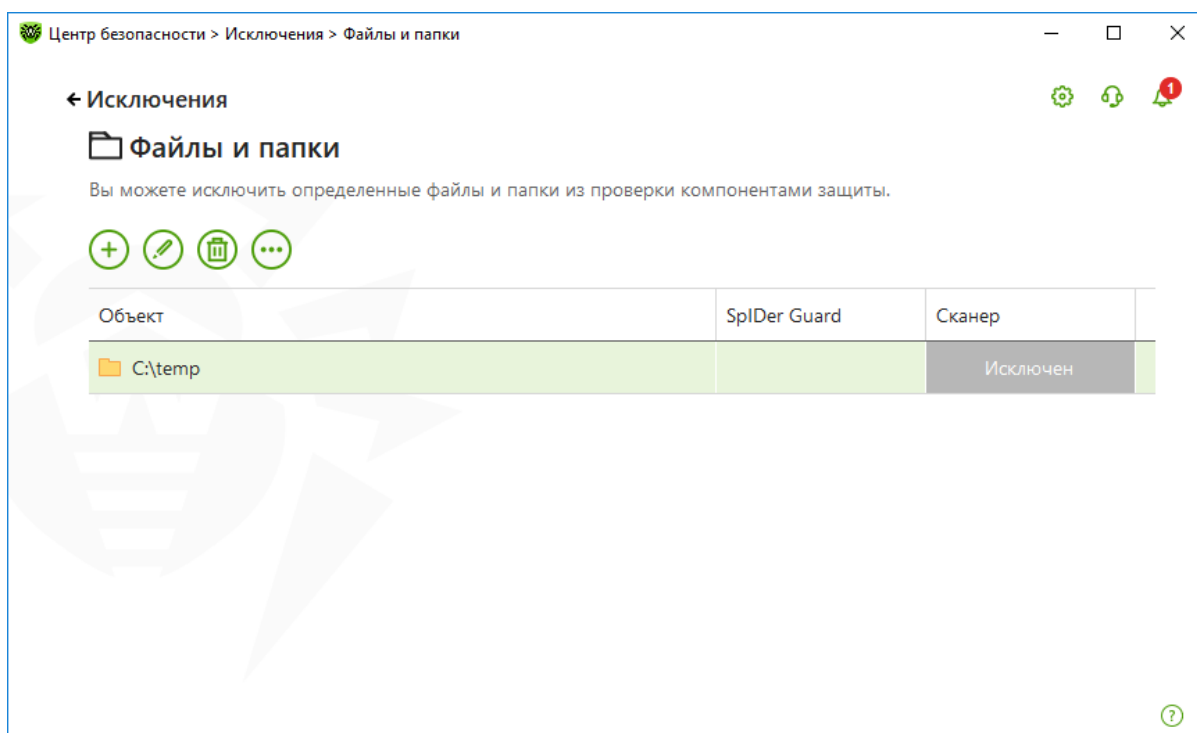 Центр безопасности > Исключения > Файлы и папки
Исключения
1
Файлы и папки
Вы можете исключить определенные файлы и папки из проверки компонентами защиты.
Объект SpIDer Guard Сканер
C:\temp Исключен
?